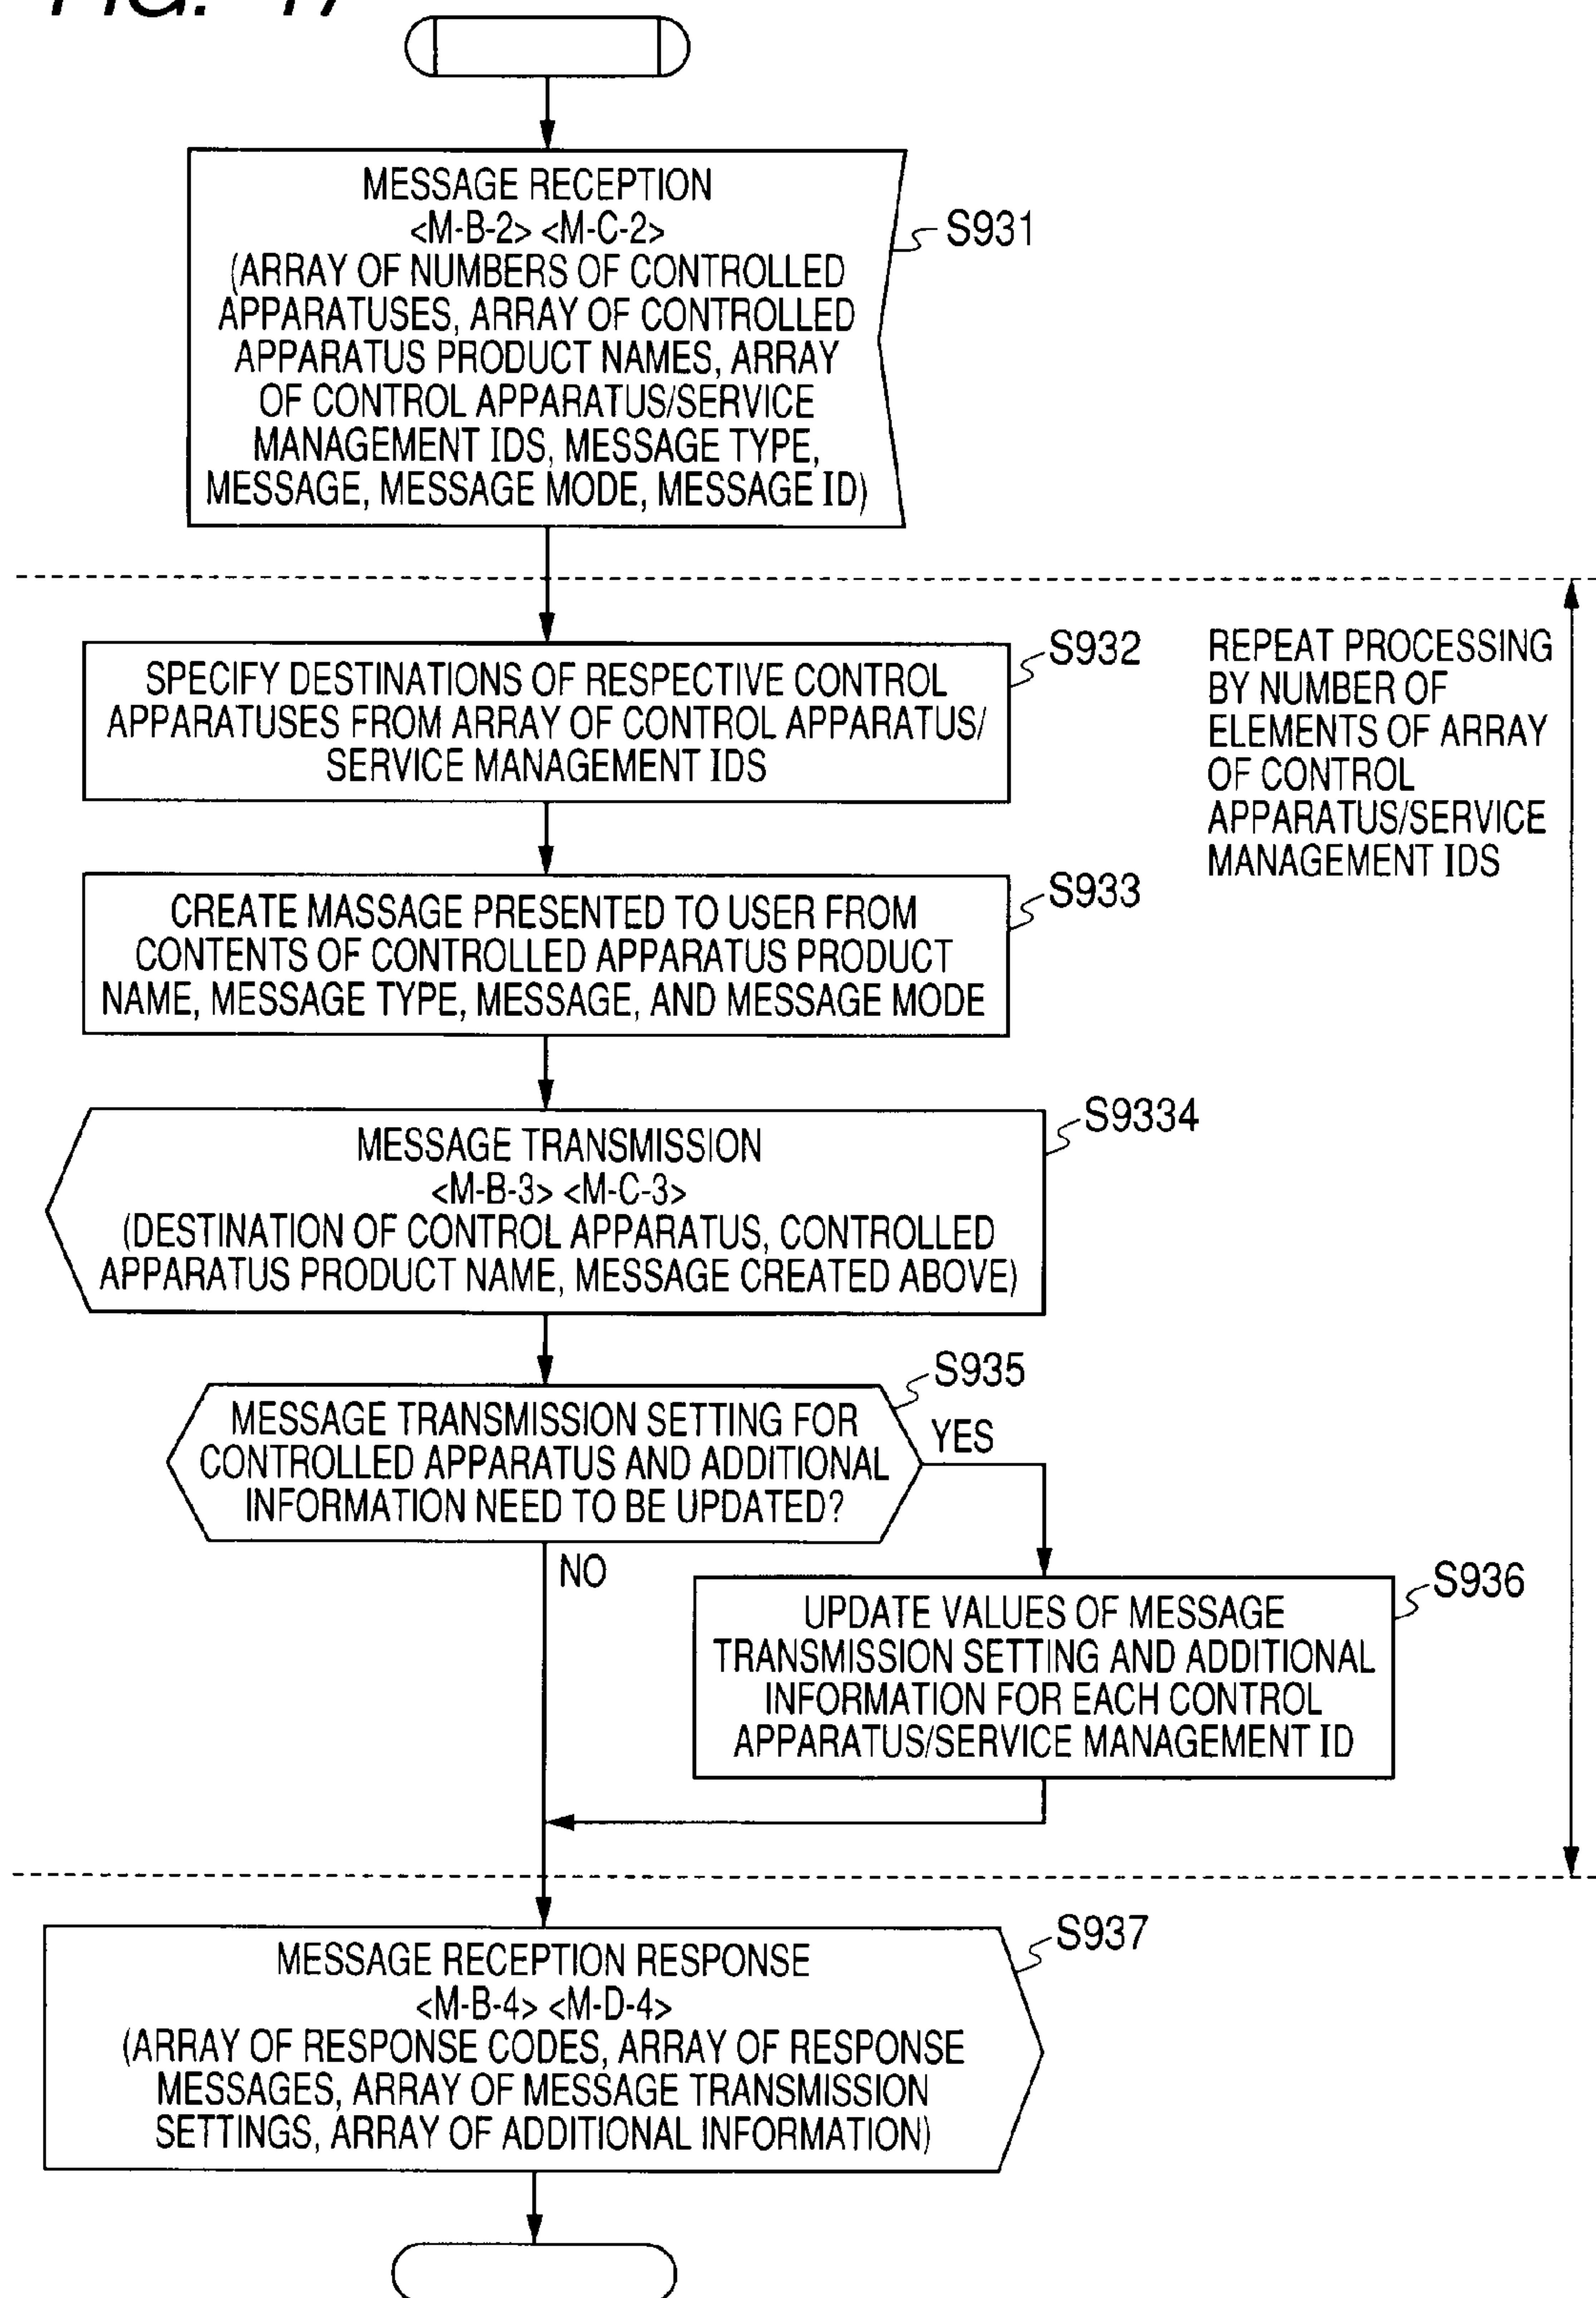 MESSAGE RECEPTION
<M-B-2> <M-C-2>
(ARRAY OF NUMBERS OF CONTROLLED
APPARATUSES, ARRAY OF CONTROLLED
APPARATUS PRODUCT NAMES, ARRAY
OF CONTROL APPARATUS/SERVICE
MANAGEMENT IDS, MESSAGE TYPE,
MESSAGE, MESSAGE MODE, MESSAGE ID)
S931
SPECIFY DESTINATIONS OF RESPECTIVE CONTROL
APPARATUSES FROM ARRAY OF CONTROL APPARATUS/
SERVICE MANAGEMENT IDS
S932
REPEAT PROCESSING
BY NUMBER OF
ELEMENTS OF ARRAY
OF CONTROL
APPARATUS/SERVICE
MANAGEMENT IDS
CREATE MASSAGE PRESENTED TO USER FROM
CONTENTS OF CONTROLLED APPARATUS PRODUCT
NAME, MESSAGE TYPE, MESSAGE, AND MESSAGE MODE
S933
MESSAGE TRANSMISSION
<M-B-3> <M-C-3>
(DESTINATION OF CONTROL APPARATUS, CONTROLLED
APPARATUS PRODUCT NAME, MESSAGE CREATED ABOVE)
S9334
MESSAGE TRANSMISSION SETTING FOR
CONTROLLED APPARATUS AND ADDITIONAL
INFORMATION NEED TO BE UPDATED?
S935
YES
NO
UPDATE VALUES OF MESSAGE
TRANSMISSION SETTING AND ADDITIONAL
INFORMATION FOR EACH CONTROL
APPARATUS/SERVICE MANAGEMENT ID
S936
MESSAGE RECEPTION RESPONSE
<M-B-4> <M-D-4>
(ARRAY OF RESPONSE CODES, ARRAY OF RESPONSE
MESSAGES, ARRAY OF MESSAGE TRANSMISSION
SETTINGS, ARRAY OF ADDITIONAL INFORMATION)
S937